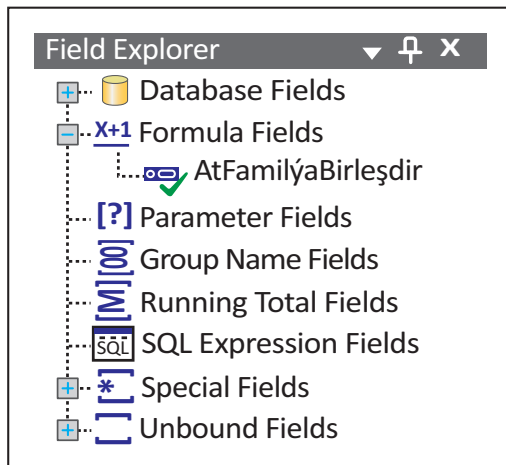 Field Explorer X
Database Fields
X+1 Formula Fields
AtFamilýaBirleşdir
[?] Parameter Fields
Group Name Fields
[Σ] Running Total Fields
SQL SQL Expression Fields
[*] Special Fields
[ ] Unbound Fields